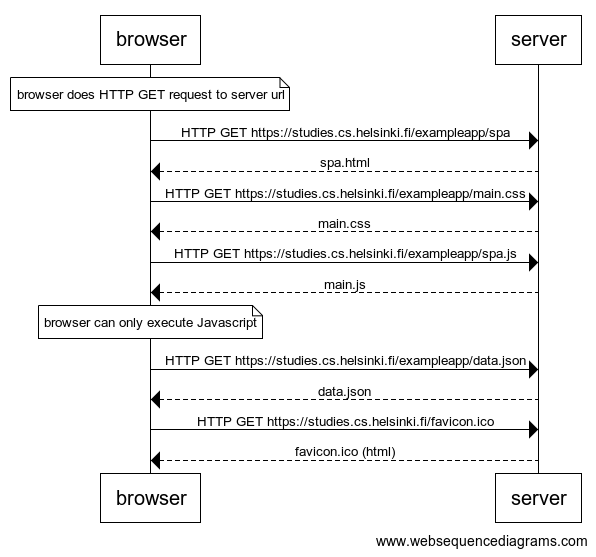 browser server
browser does HTTP GET request to server url
HTTP GET https://studies.cs.helsinki.fi/exampleapp/spa
spa.html
HTTP GET https://studies.cs.helsinki.fi/exampleapp/main.css
main.css
HTTP GET https://studies.cs.helsinki.fi/exampleapp/spa.js
main.js
browser can only execute Javascript
HTTP GET https://studies.cs.helsinki.fi/exampleapp/data.json
data.json
HTTP GET https://studies.cs.helsinki.fi/favicon.ico
favicon.ico (html)
browser server
www.websequencediagrams.com